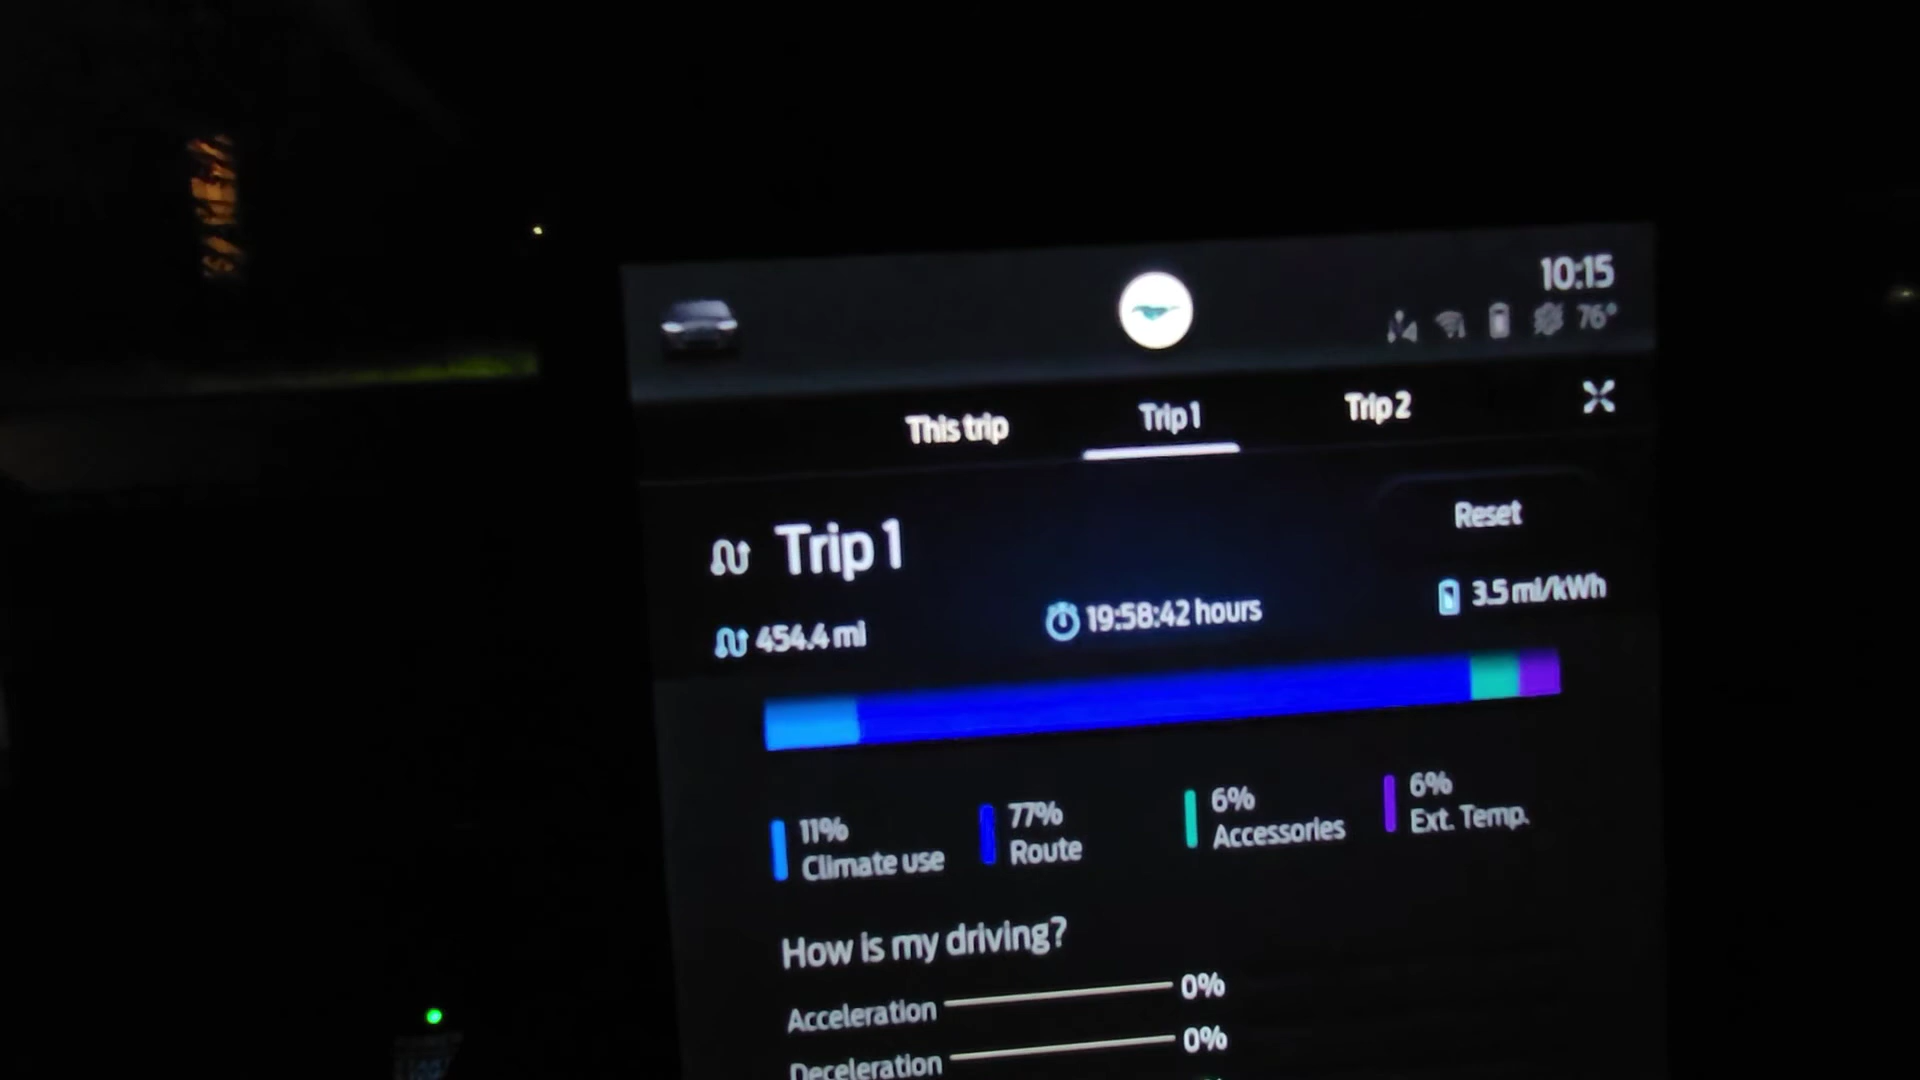 10:15
76°
This trip
Trip 1
Trip 2
Reset
Trip 1
454.4 mi
19:58:42 hours
3.5 mi/kWh
11%
Climate use
77%
Route
6%
Accessories
6%
Ext. Temp.
How is my driving?
Acceleration
0%
Deceleration
0%